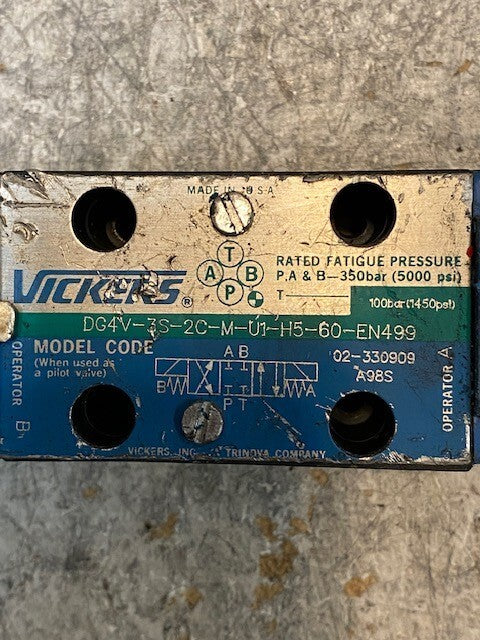 MADE IN U.S.A
T
A B
P
VICKERS®
RATED FATIGUE PRESSURE
P,A & B—350bar (5000 psi)
T
100bar(1450psi)
DG4V-3S-2C-M-U1-H5-60-EN499
MODEL CODE
(When used as
a pilot valve)
02-330909
A98S
A B
B A
P T
OPERATOR B
OPERATOR A
VICKERS, INC. TRINOVA COMPANY